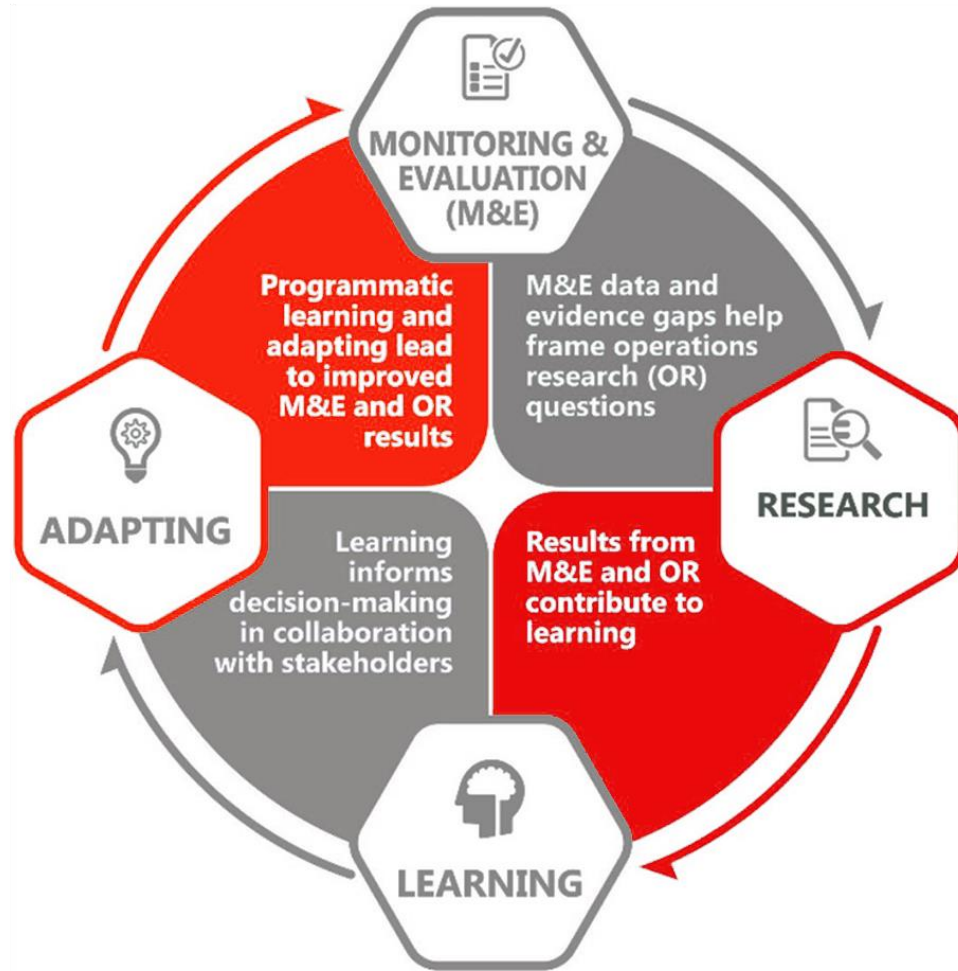 MONITORING &
EVALUATION
(M&E)
Programmatic
learning and
adapting lead
to improved
M&E and OR
results
M&E data and
evidence gaps help
frame operations
research (OR)
questions
ADAPTING
RESEARCH
Learning
informs
decision-making
in collaboration
with stakeholders
Results from
M&E and OR
contribute to
learning
LEARNING